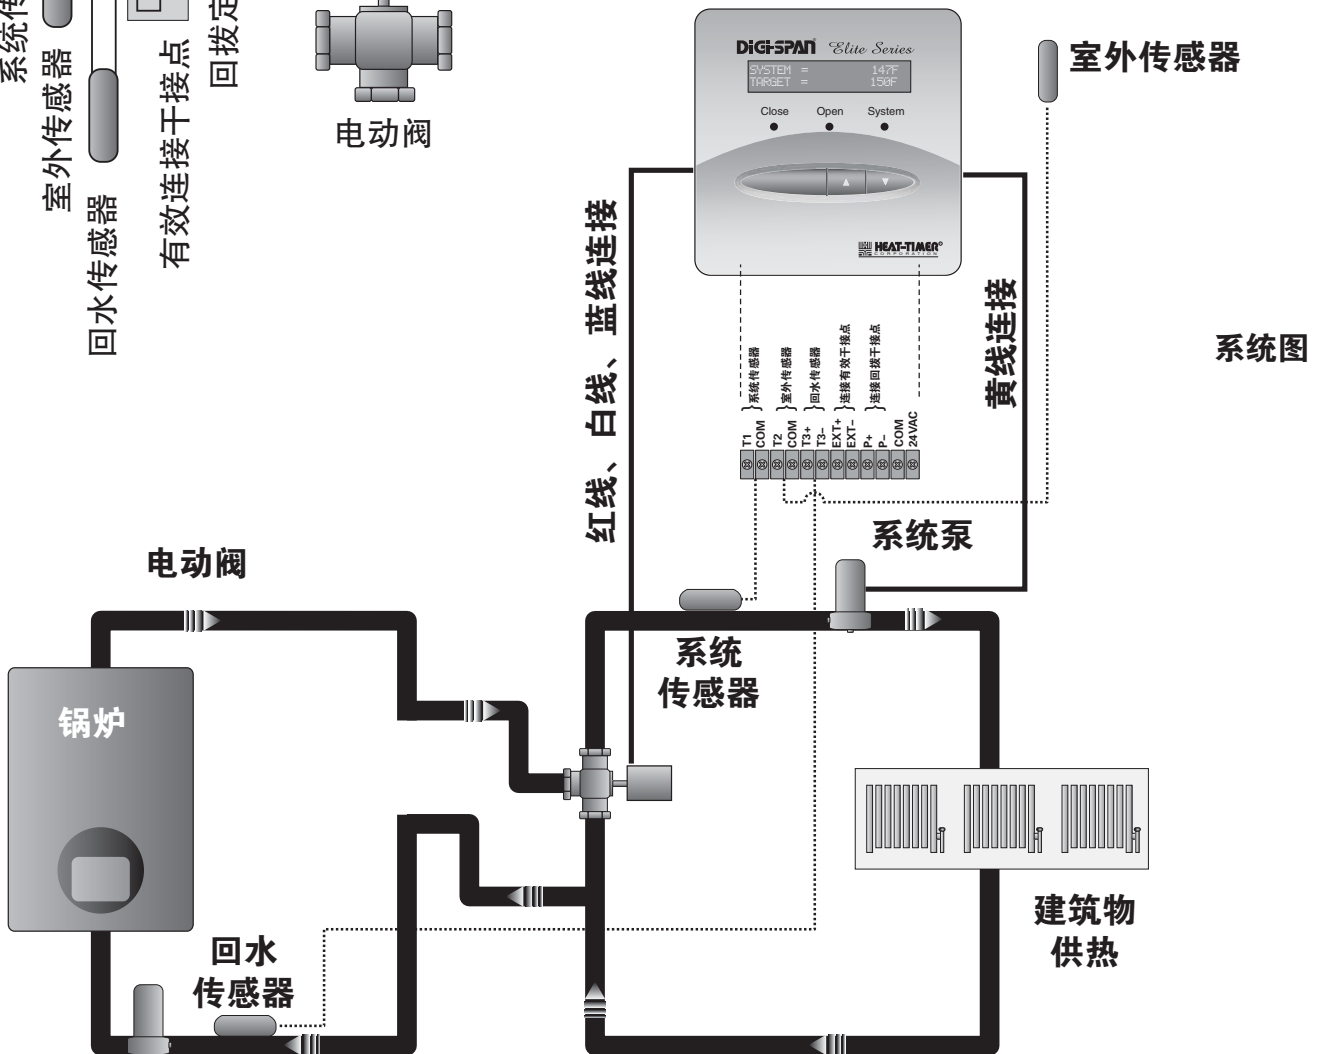 系统传
室外传感器
回水传感器
有效连接干接点
回拨定
电动阀
DiGi-SPAN Elite Series
SYSTEM = 147F
TARGET = 150F
Close Open System
HEAT-TIMER®
CORPORATION
室外传感器
红线、白线、蓝线连接
黄线连接
系统图
系统传感器
室外传感器
回水传感器
连接有效干接点
连接回拨干接点
T1
COM
T2
COM
T3+
T3–
EXT+
EXT–
P+
P–
COM
24VAC
系统泵
电动阀
系统
传感器
锅炉
建筑物
供热
回水
传感器